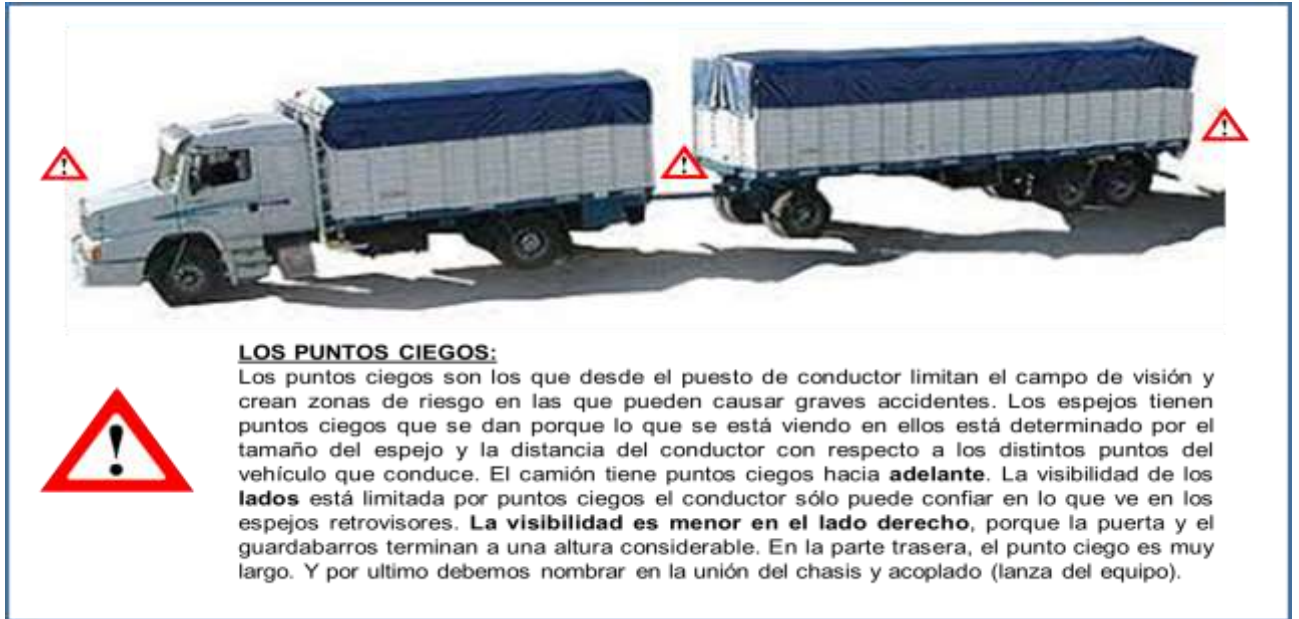 LOS PUNTOS CIEGOS:
Los puntos ciegos son los que desde el puesto de conductor limitan el campo de visión y
crean zonas de riesgo en las que pueden causar graves accidentes. Los espejos tienen
puntos ciegos que se dan porque lo que se está viendo en ellos está determinado por el
tamaño del espejo y la distancia del conductor con respecto a los distintos puntos del
vehículo que conduce. El camión tiene puntos ciegos hacia adelante. La visibilidad de los
lados está limitada por puntos ciegos el conductor sólo puede confiar en lo que ve en los
espejos retrovisores. La visibilidad es menor en el lado derecho, porque la puerta y el
guardabarros terminan a una altura considerable. En la parte trasera, el punto ciego es muy
largo. Y por ultimo debemos nombrar en la unión del chasis y acoplado (lanza del equipo).